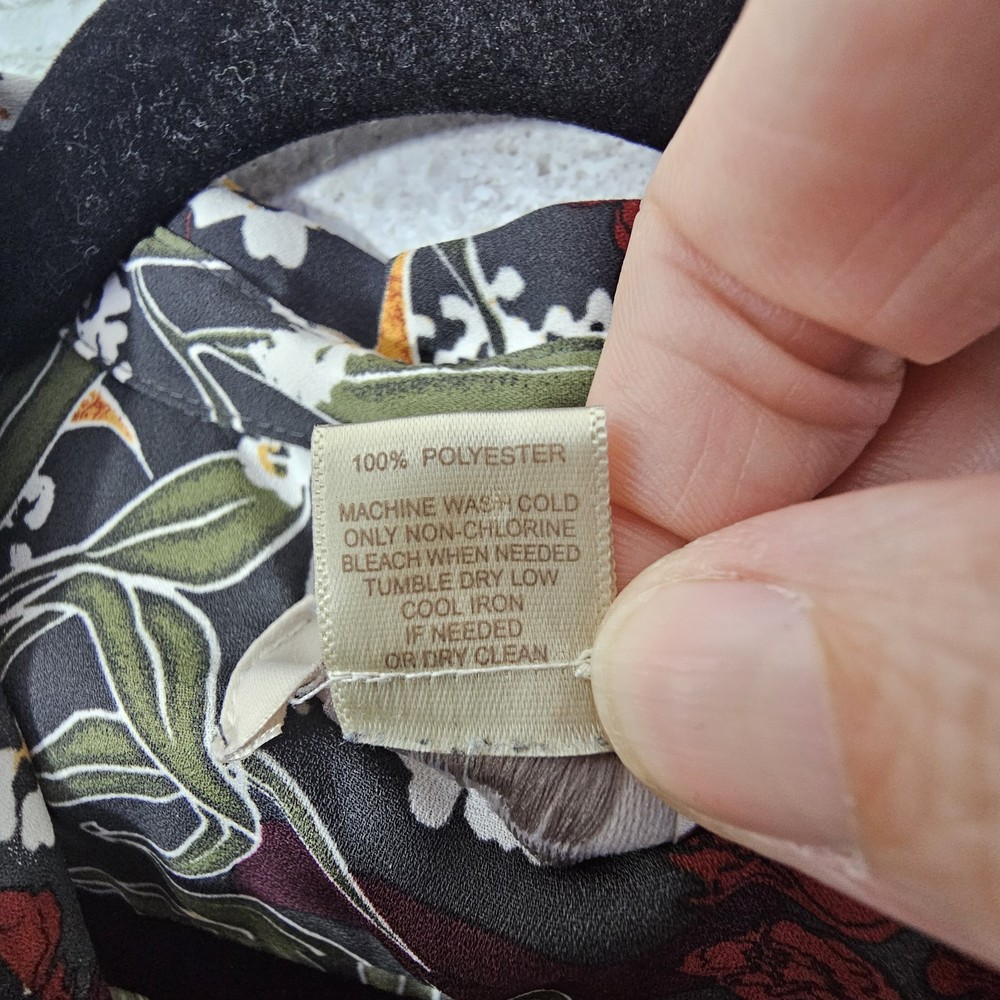 100% POLYESTER
MACHINE WASH COLD
ONLY NON-CHLORINE
BLEACH WHEN NEEDED
TUMBLE DRY LOW
COOL IRON
IF NEEDED
OR DRY CLEAN